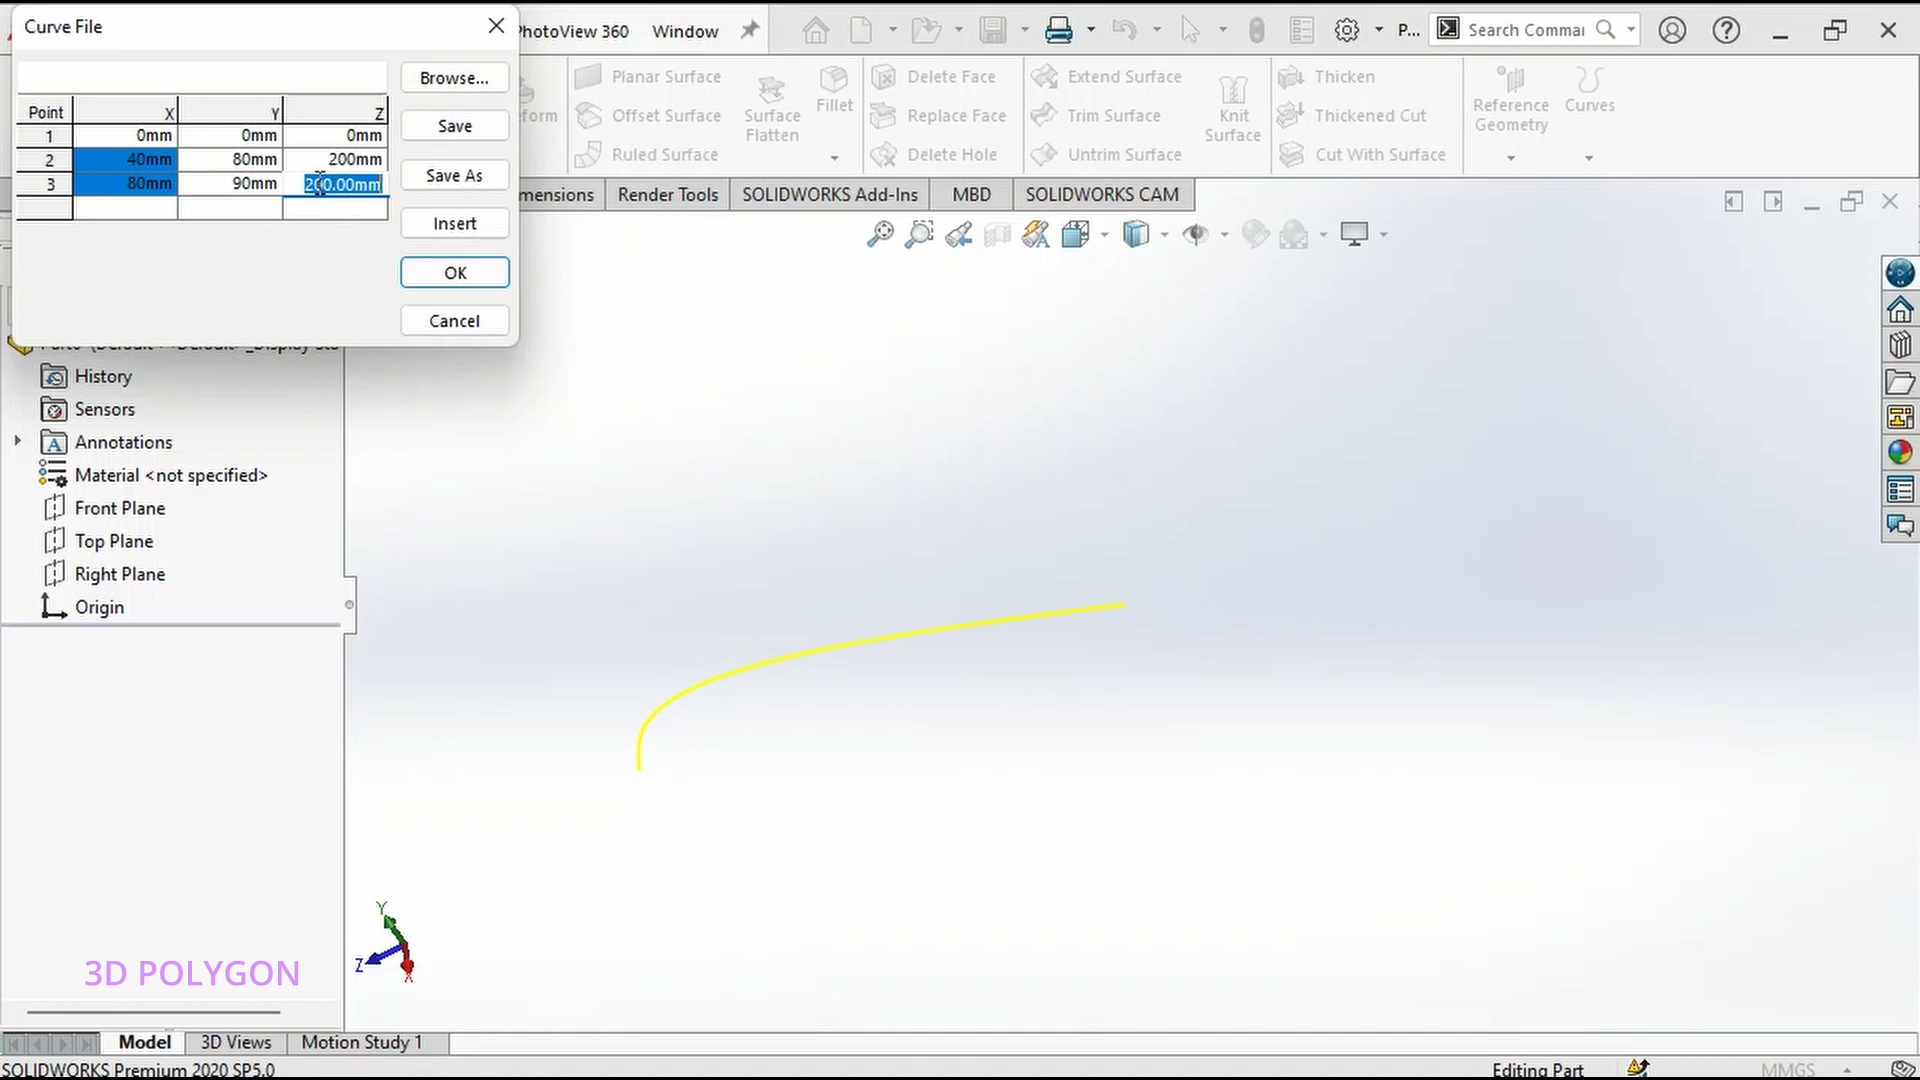 Curve File
PhotoView 360
Window
P...
Search Commai
Browse...
Point X Y Z
1 0mm 0mm 0mm
2 40mm 80mm 200mm
3 80mm 90mm 200.00mm
Save
Save As
Insert
OK
Cancel
Planar Surface
Offset Surface
Ruled Surface
Surface
Flatten
Fillet
Delete Face
Replace Face
Delete Hole
Extend Surface
Trim Surface
Untrim Surface
Knit
Surface
Thicken
Thickened Cut
Cut With Surface
Reference
Geometry
Curves
mensions
Render Tools
SOLIDWORKS Add-Ins
MBD
SOLIDWORKS CAM
History
Sensors
Annotations
Material <not specified>
Front Plane
Top Plane
Right Plane
Origin
Y
Z
X
3D POLYGON
Model
3D Views
Motion Study 1
SOLIDWORKS Premium 2020 SP5.0
Editing Part
MMGS